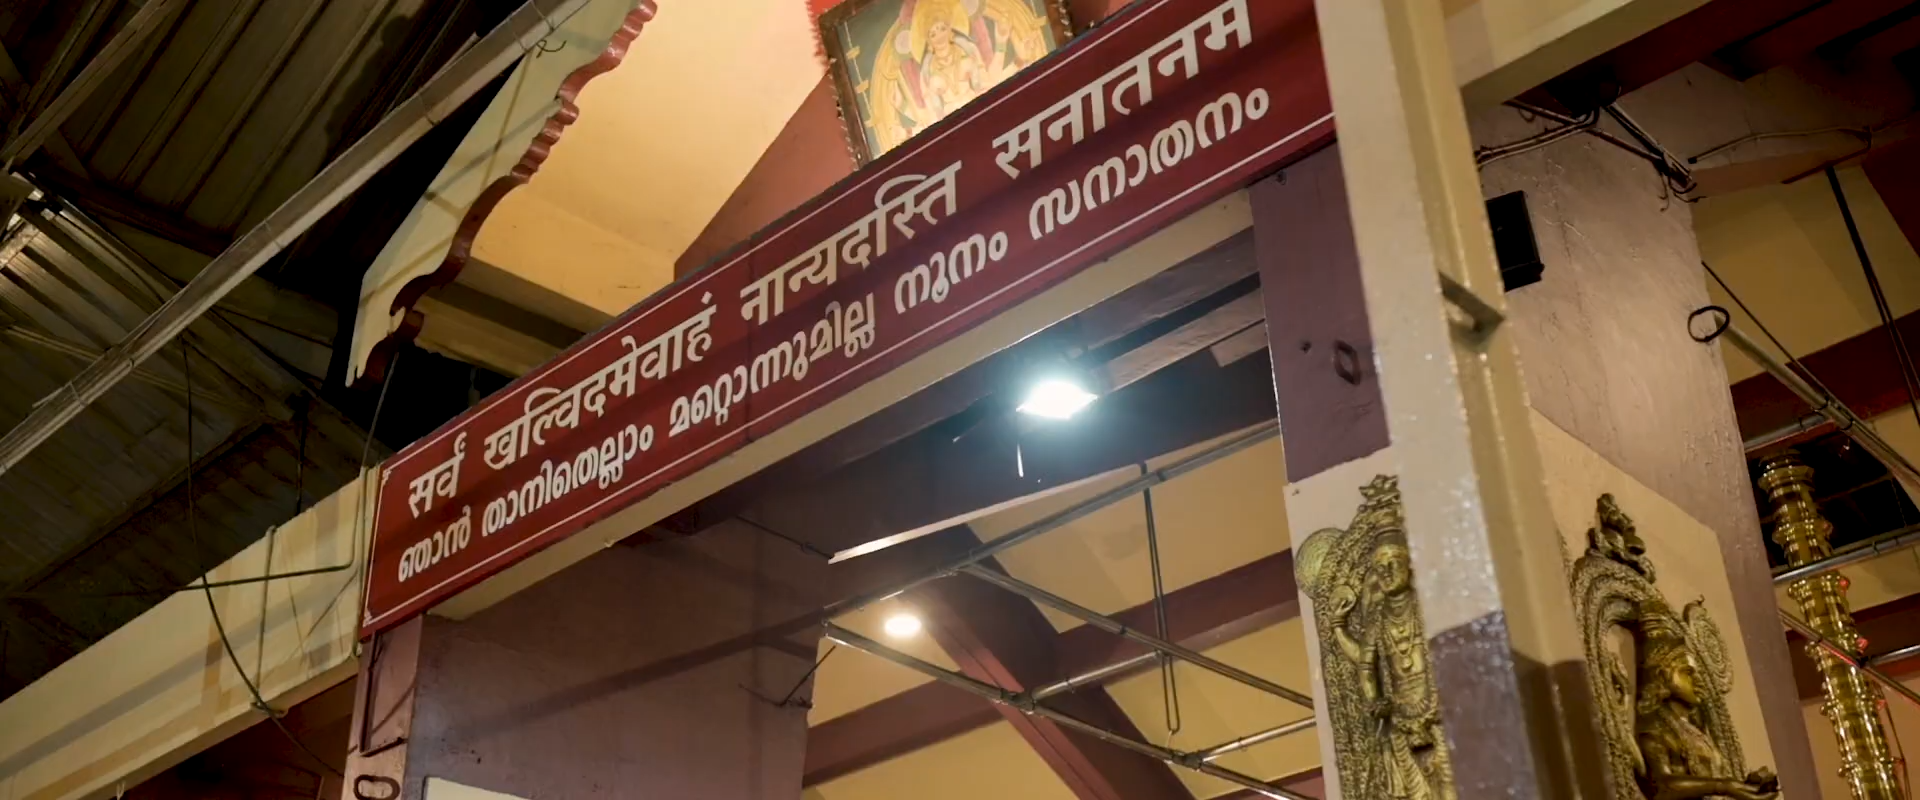 सर्वं खल्विदमेवाहं नान्यदस्ति सनातनम
ഞാൻ താനിതെല്ലാം മറ്റൊന്നുമില്ല നൂനം സനാതനം